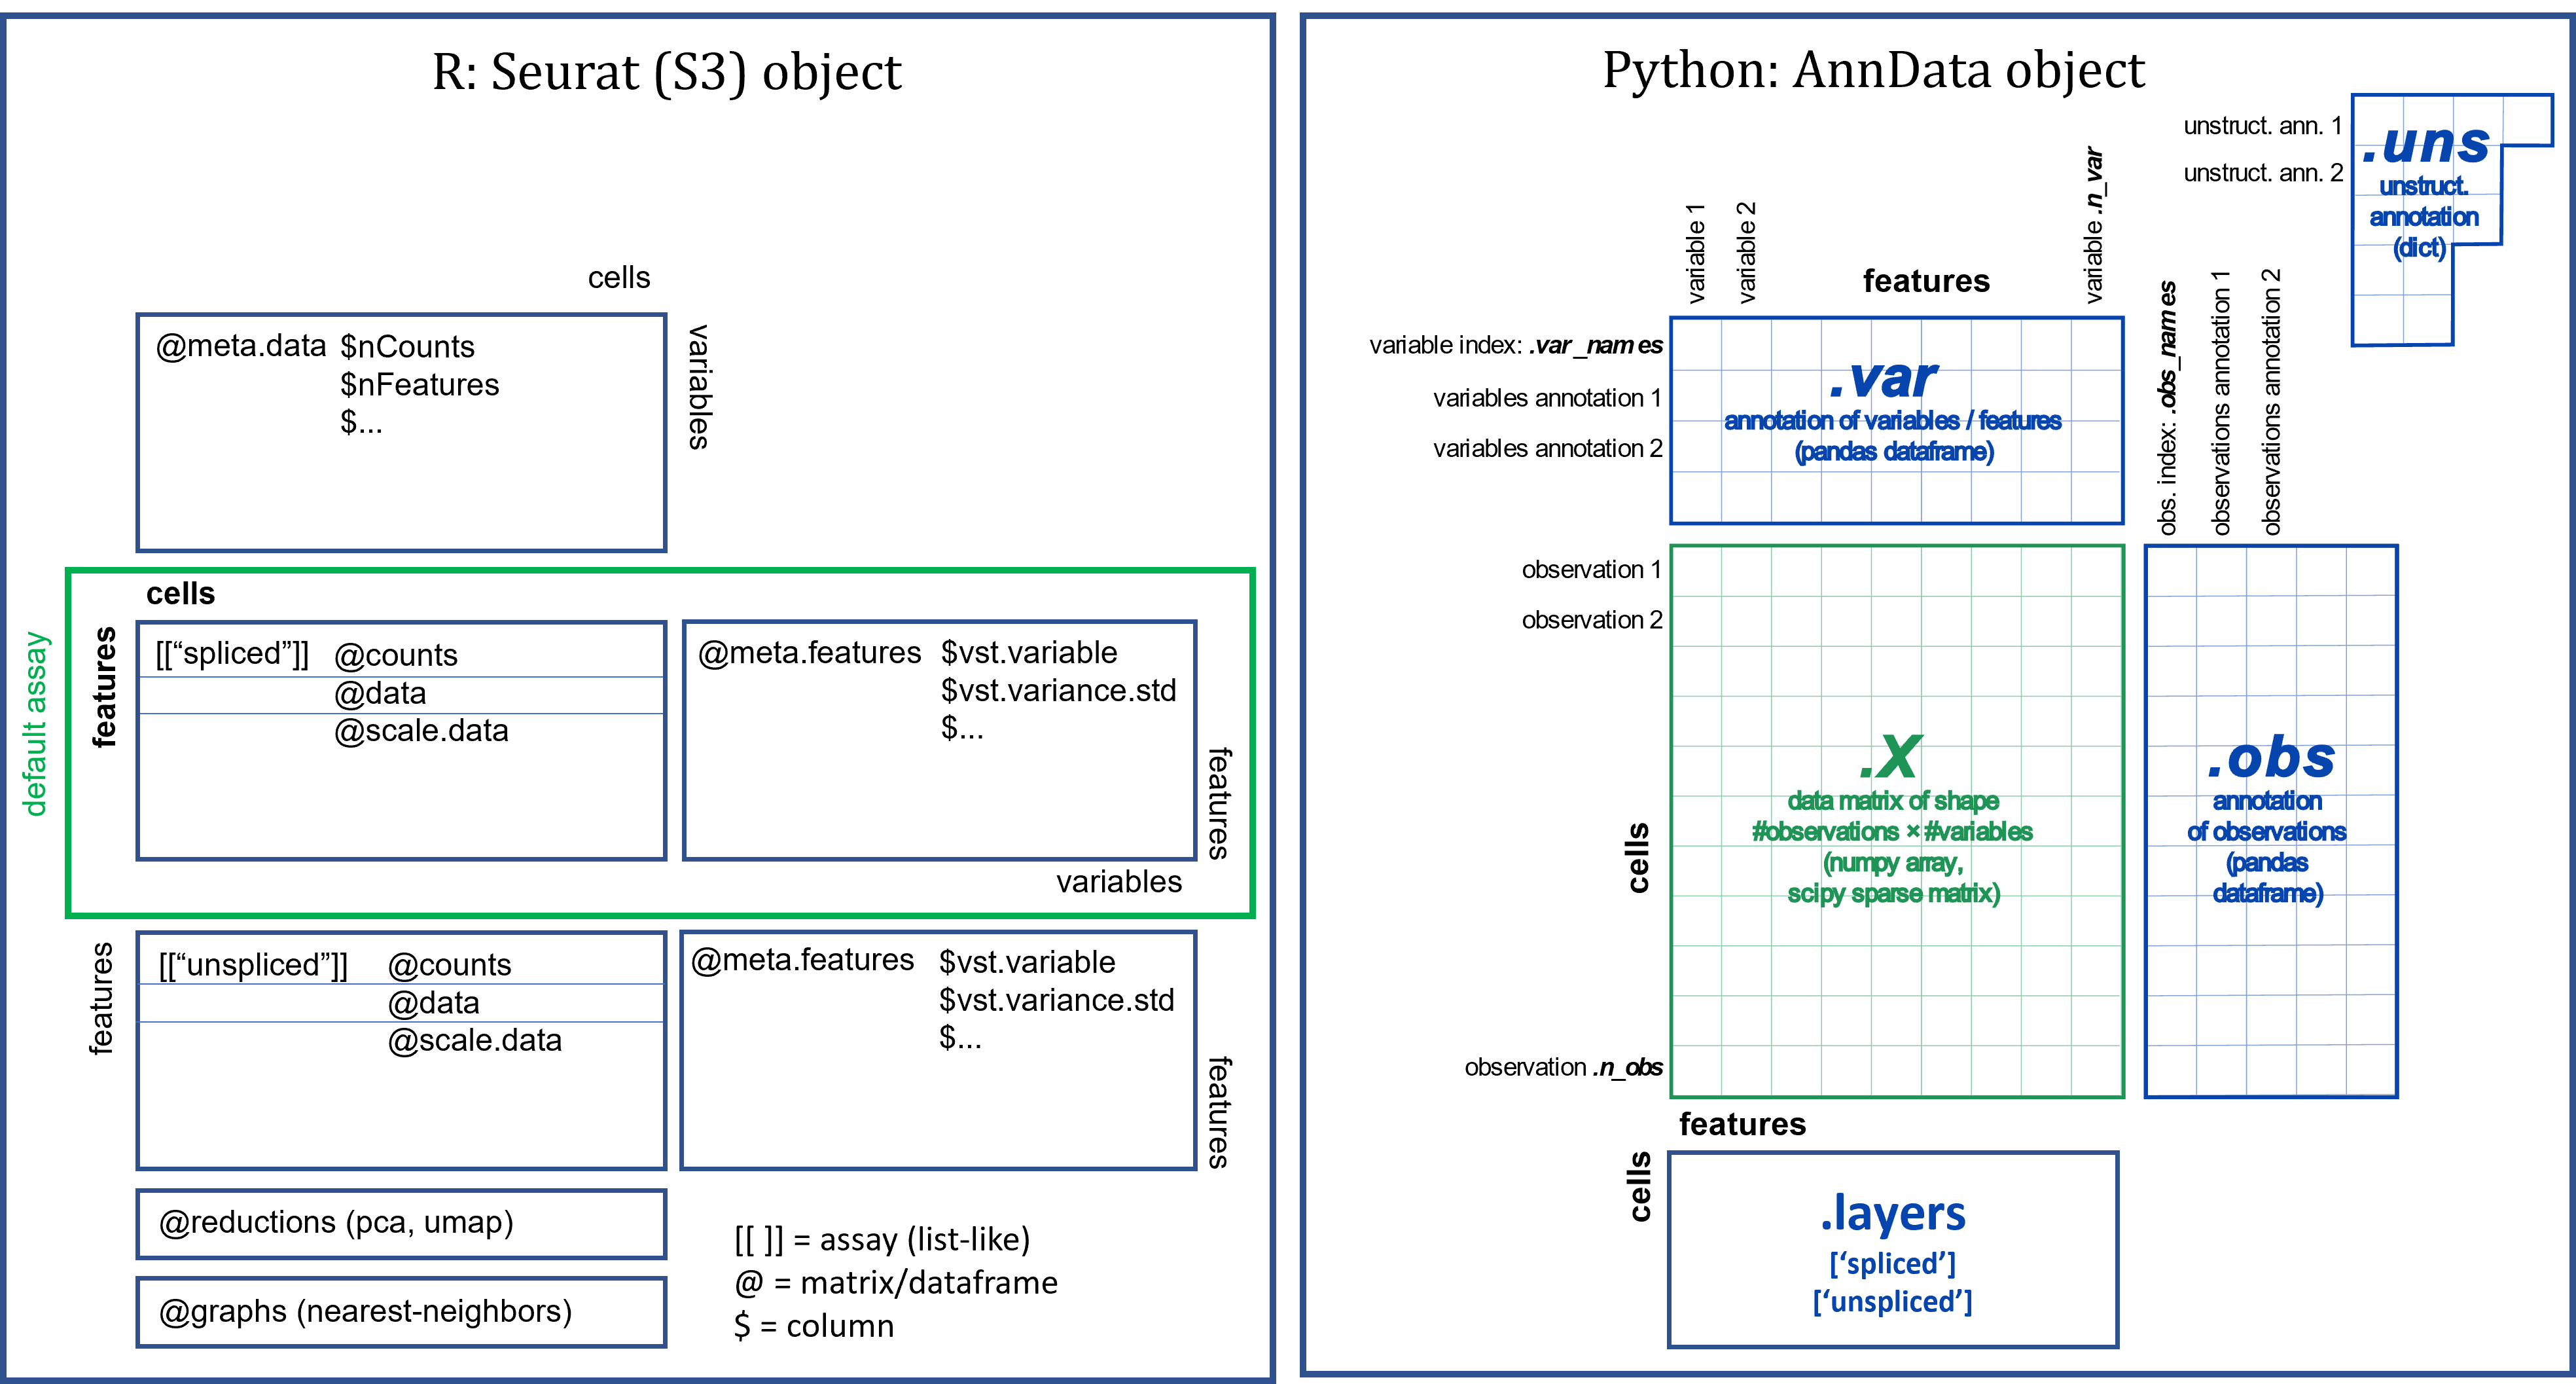 R: Seurat (S3) object
cells
variables
@meta.data $nCounts
$nFeatures
$...
default assay
cells
features
[[“spliced”]] @counts
@data
@scale.data
@meta.features $vst.variable
$vst.variance.std
$...
features
variables
features
[[“unspliced”]] @counts
@data
@scale.data
@meta.features $vst.variable
$vst.variance.std
$...
features
@reductions (pca, umap)
@graphs (nearest-neighbors)
[[ ]] = assay (list-like)
@ = matrix/dataframe
$ = column
Python: AnnData object
unstruct. ann. 1
unstruct. ann. 2
.uns
unstruct.
annotation
(dict)
variable 1
variable 2
variable .n_var
features
variable index: .var_names
variables annotation 1
variables annotation 2
.var
annotation of variables / features
(pandas dataframe)
obs. index: .obs_names
observations annotation 1
observations annotation 2
observation 1
observation 2
observation .n_obs
cells
.X
data matrix of shape
#observations × #variables
(numpy array,
scipy sparse matrix)
.obs
annotation
of observations
(pandas
dataframe)
features
cells
.layers
[‘spliced’]
[‘unspliced’]